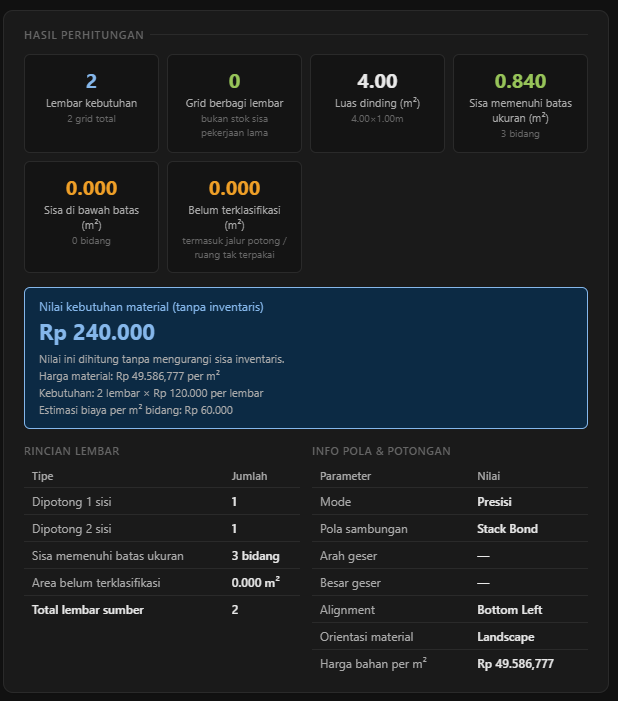 HASIL PERHITUNGAN
2
Lembar kebutuhan
2 grid total
0
Grid berbagi lembar
bukan stok sisa
pekerjaan lama
4.00
Luas dinding (m²)
4.00×1.00m
0.840
Sisa memenuhi batas
ukuran (m²)
3 bidang
0.000
Sisa di bawah batas
(m²)
0 bidang
0.000
Belum terklasifikasi
(m²)
termasuk jalur potong /
ruang tak terpakai
Nilai kebutuhan material (tanpa inventaris)
Rp 240.000
Nilai ini dihitung tanpa mengurangi sisa inventaris.
Harga material: Rp 49.586,777 per m²
Kebutuhan: 2 lembar × Rp 120.000 per lembar
Estimasi biaya per m² bidang: Rp 60.000
RINCIAN LEMBAR
Tipe Jumlah
Dipotong 1 sisi 1
Dipotong 2 sisi 1
Sisa memenuhi batas ukuran 3 bidang
Area belum terklasifikasi 0.000 m²
Total lembar sumber 2
INFO POLA & POTONGAN
Parameter Nilai
Mode Presisi
Pola sambungan Stack Bond
Arah geser —
Besar geser —
Alignment Bottom Left
Orientasi material Landscape
Harga bahan per m² Rp 49.586,777